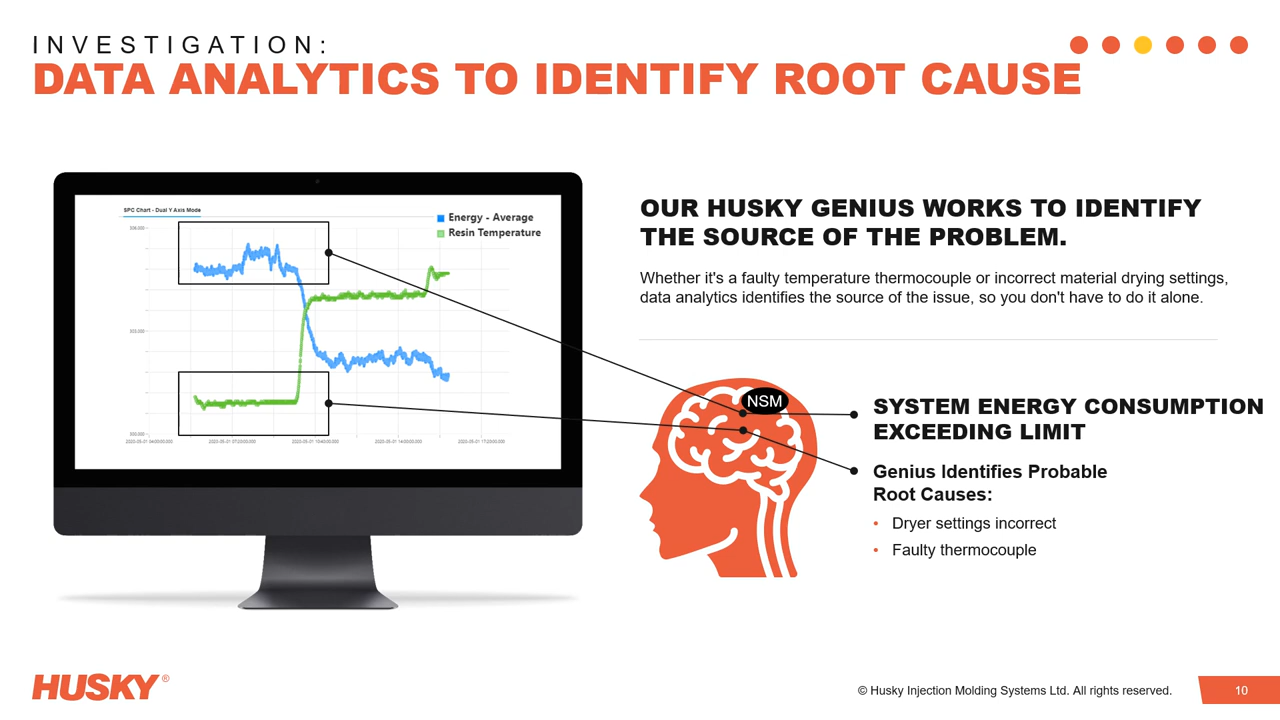 INVESTIGATION:
DATA ANALYTICS TO IDENTIFY ROOT CAUSE
SPC Chart - Dual Y Axis Mode
Energy - Average
Resin Temperature
OUR HUSKY GENIUS WORKS TO IDENTIFY
THE SOURCE OF THE PROBLEM.
Whether it's a faulty temperature thermocouple or incorrect material drying settings,
data analytics identifies the source of the issue, so you don't have to do it alone.
NSM
SYSTEM ENERGY CONSUMPTION
EXCEEDING LIMIT
Genius Identifies Probable
Root Causes:
• Dryer settings incorrect
• Faulty thermocouple
HUSKY®
© Husky Injection Molding Systems Ltd. All rights reserved.
10